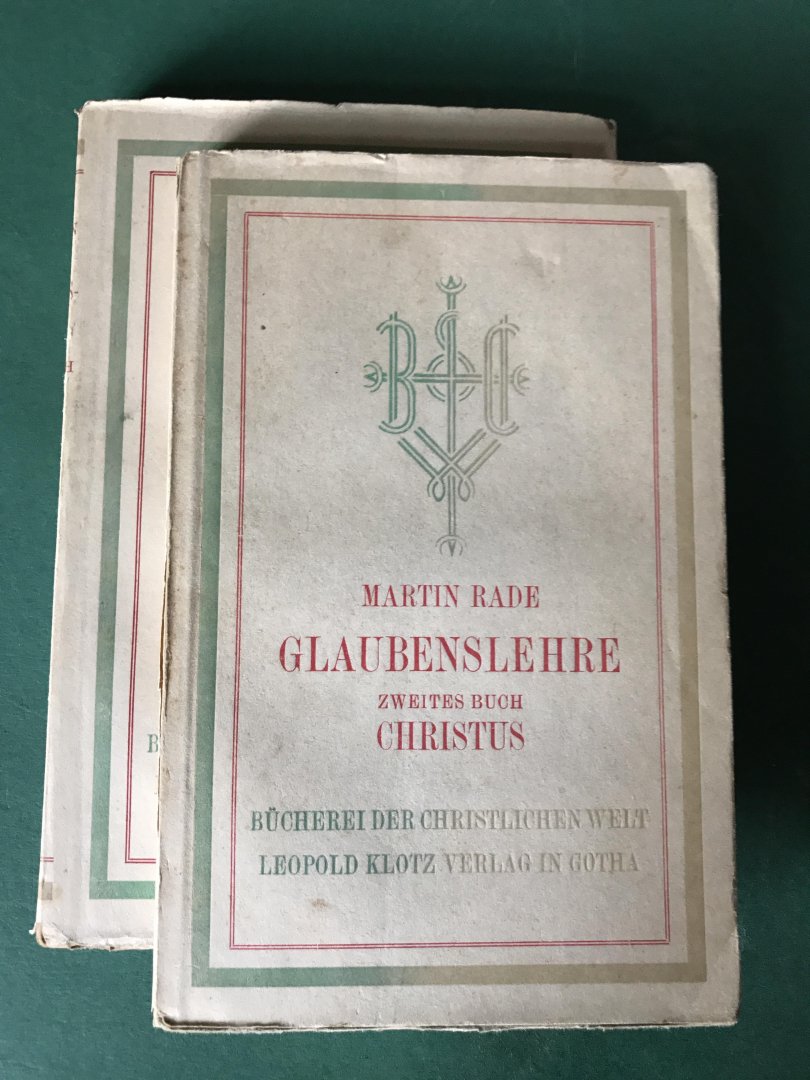 MARTIN RADE
GLAUBENSLEHRE
ZWEITES BUCH
CHRISTUS
BÜCHEREI DER CHRISTLICHEN WELT
LEOPOLD KLOTZ VERLAG IN GOTHA
B